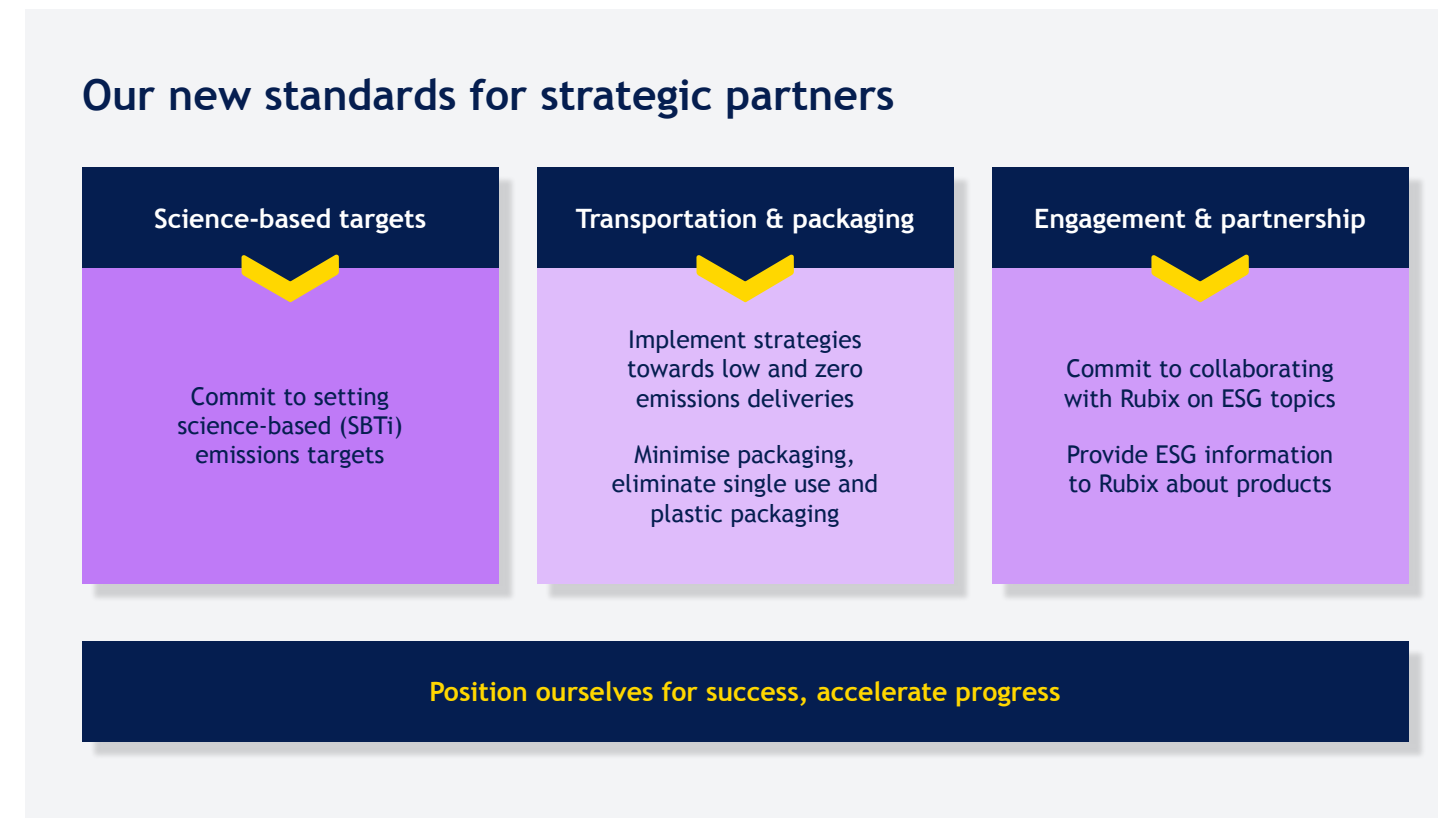 Our new standards for strategic partners
Science-based targets
Commit to setting
science-based (SBTi)
emissions targets
Transportation & packaging
Implement strategies
towards low and zero
emissions deliveries
Minimise packaging,
eliminate single use and
plastic packaging
Engagement & partnership
Commit to collaborating
with Rubix on ESG topics
Provide ESG information
to Rubix about products
Position ourselves for success, accelerate progress